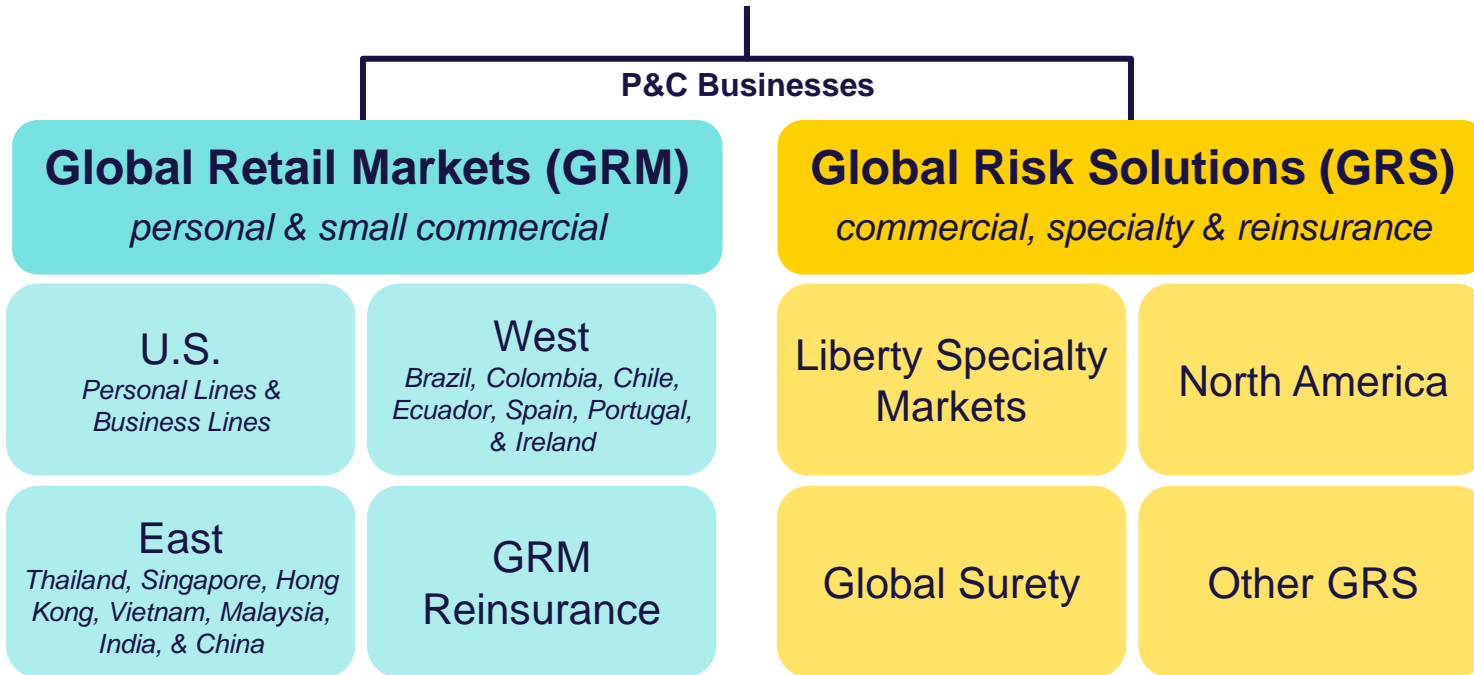 P&C Businesses
Global Retail Markets (GRM)
personal & small commercial
Global Risk Solutions (GRS)
commercial, specialty & reinsurance
U.S.
Personal Lines &
Business Lines
West
Brazil, Colombia, Chile,
Ecuador, Spain, Portugal,
& Ireland
Liberty Specialty
Markets
North America
East
Thailand, Singapore, Hong
Kong, Vietnam, Malaysia,
India, & China
GRM
Reinsurance
Global Surety
Other GRS